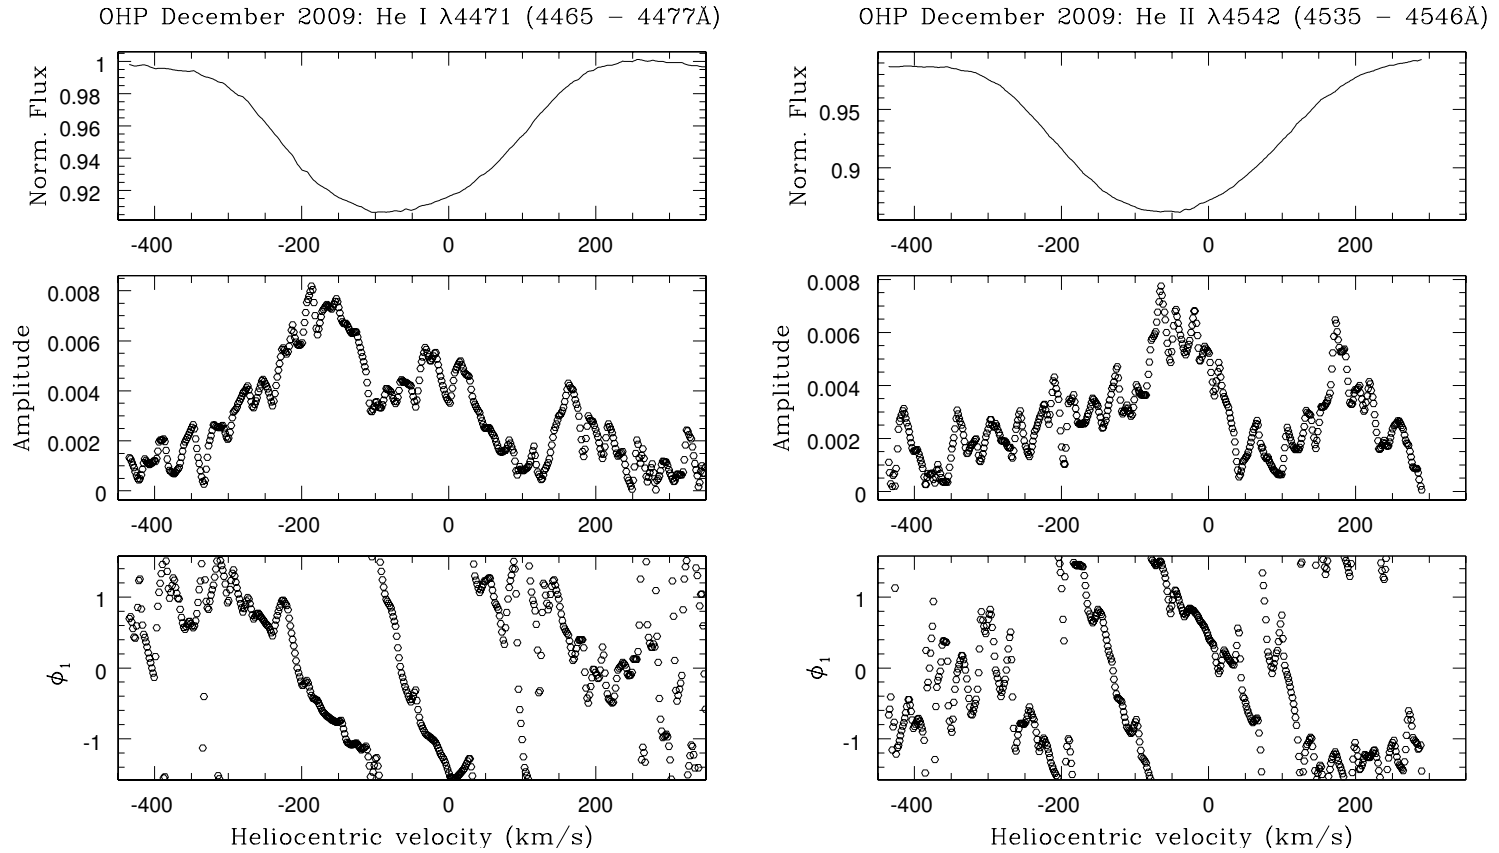 OHP December 2009: He I λ4471 (4465 – 4477Å)
Norm. Flux
1
0.98
0.96
0.94
0.92
-400 -200 0 200
Amplitude
0.008
0.006
0.004
0.002
0
-400 -200 0 200
ϕ₁
1
0
-1
-400 -200 0 200
Heliocentric velocity (km/s)
OHP December 2009: He II λ4542 (4535 – 4546Å)
Norm. Flux
0.95
0.9
-400 -200 0 200
Amplitude
0.008
0.006
0.004
0.002
0
-400 -200 0 200
ϕ₁
1
0
-1
-400 -200 0 200
Heliocentric velocity (km/s)